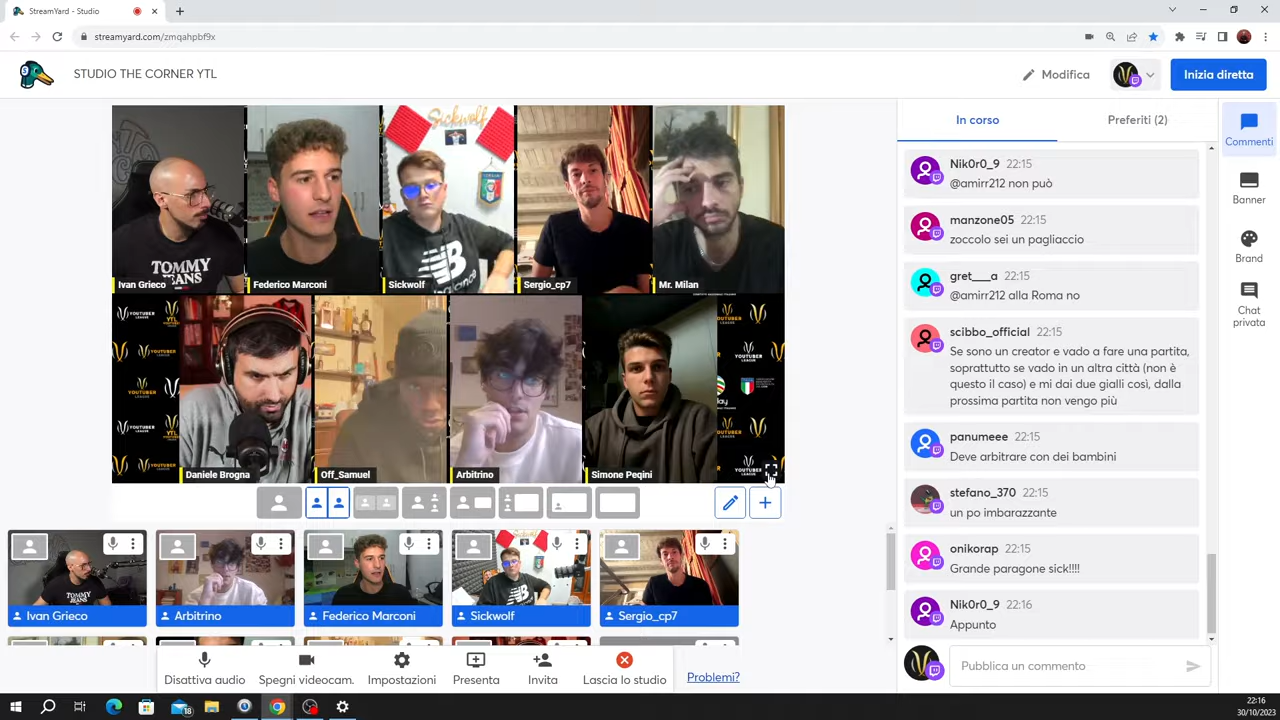 StreamYard - Studio
streamyard.com/zmqahpbf9x
STUDIO THE CORNER YTL
Modifica
Inizia diretta
In corso
Preferiti (2)
Commenti
Banner
Brand
Chat
privata
Nik0r0_9 22:15
@amirr212 non può
manzone05 22:15
zoccolo sei un pagliaccio
gret___a 22:15
@amirr212 alla Roma no
scibbo_official 22:15
Se sono un creator e vado a fare una partita,
soprattutto se vado in un altra città (non è
questo il caso) e mi dai due gialli così, dalla
prossima partita non vengo più
panumeee 22:15
Deve arbitrare con dei bambini
stefano_370 22:15
un po imbarazzante
onikorap 22:15
Grande paragone sick!!!!
Nik0r0_9 22:16
Appunto
Pubblica un commento
Sickwolf
TOMMY
JEANS
Ivan Grieco
Federico Marconi
Sickwolf
Sergio_cp7
Mr. Milan
YOUTUBER
LEAGUE
Daniele Brogna
Off_Samuel
Arbitrino
Simone Peqini
Ivan Grieco
Arbitrino
Federico Marconi
Sickwolf
Sergio_cp7
Disattiva audio
Spegni videocam.
Impostazioni
Presenta
Invita
Lascia lo studio
Problemi?
18
22:16
30/10/2023